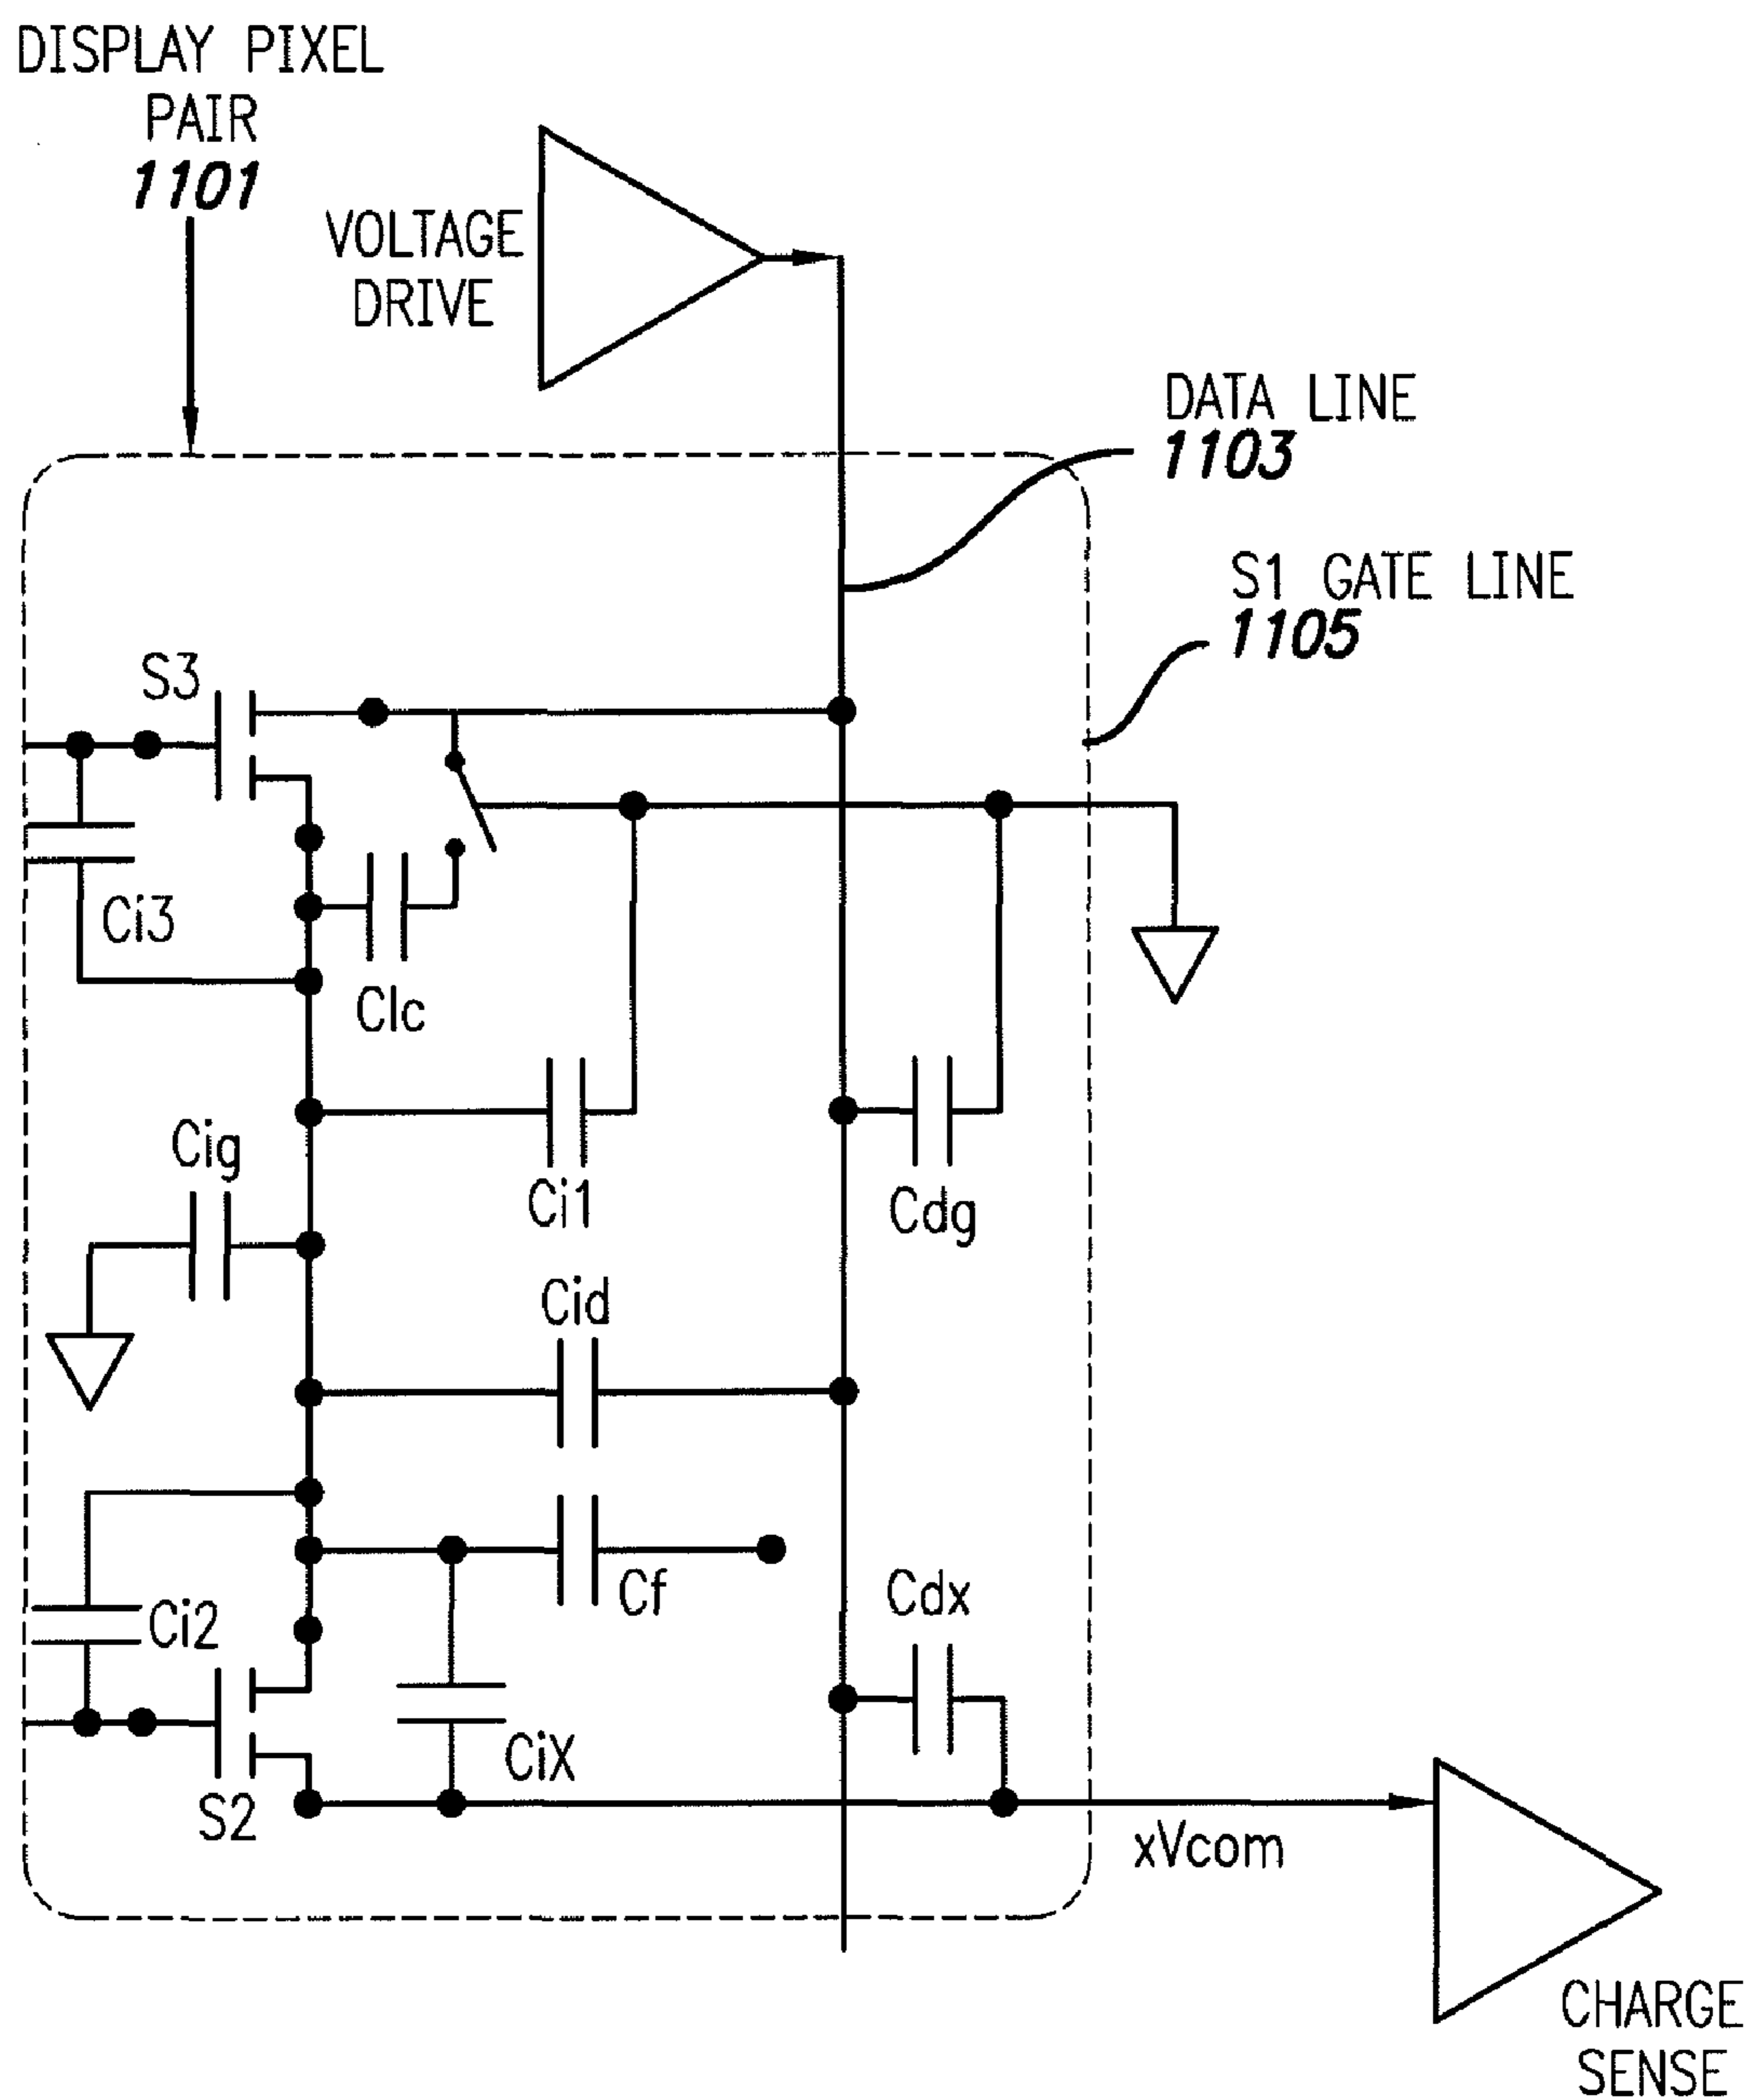 DISPLAY PIXEL
PAIR
1101
VOLTAGE
DRIVE
DATA LINE
1103
S1 GATE LINE
1105
S3
Ci3
Clc
Cig
Ci1
Cdg
Cid
Cf
Cdx
Ci2
CiX
S2
xVcom
CHARGE
SENSE